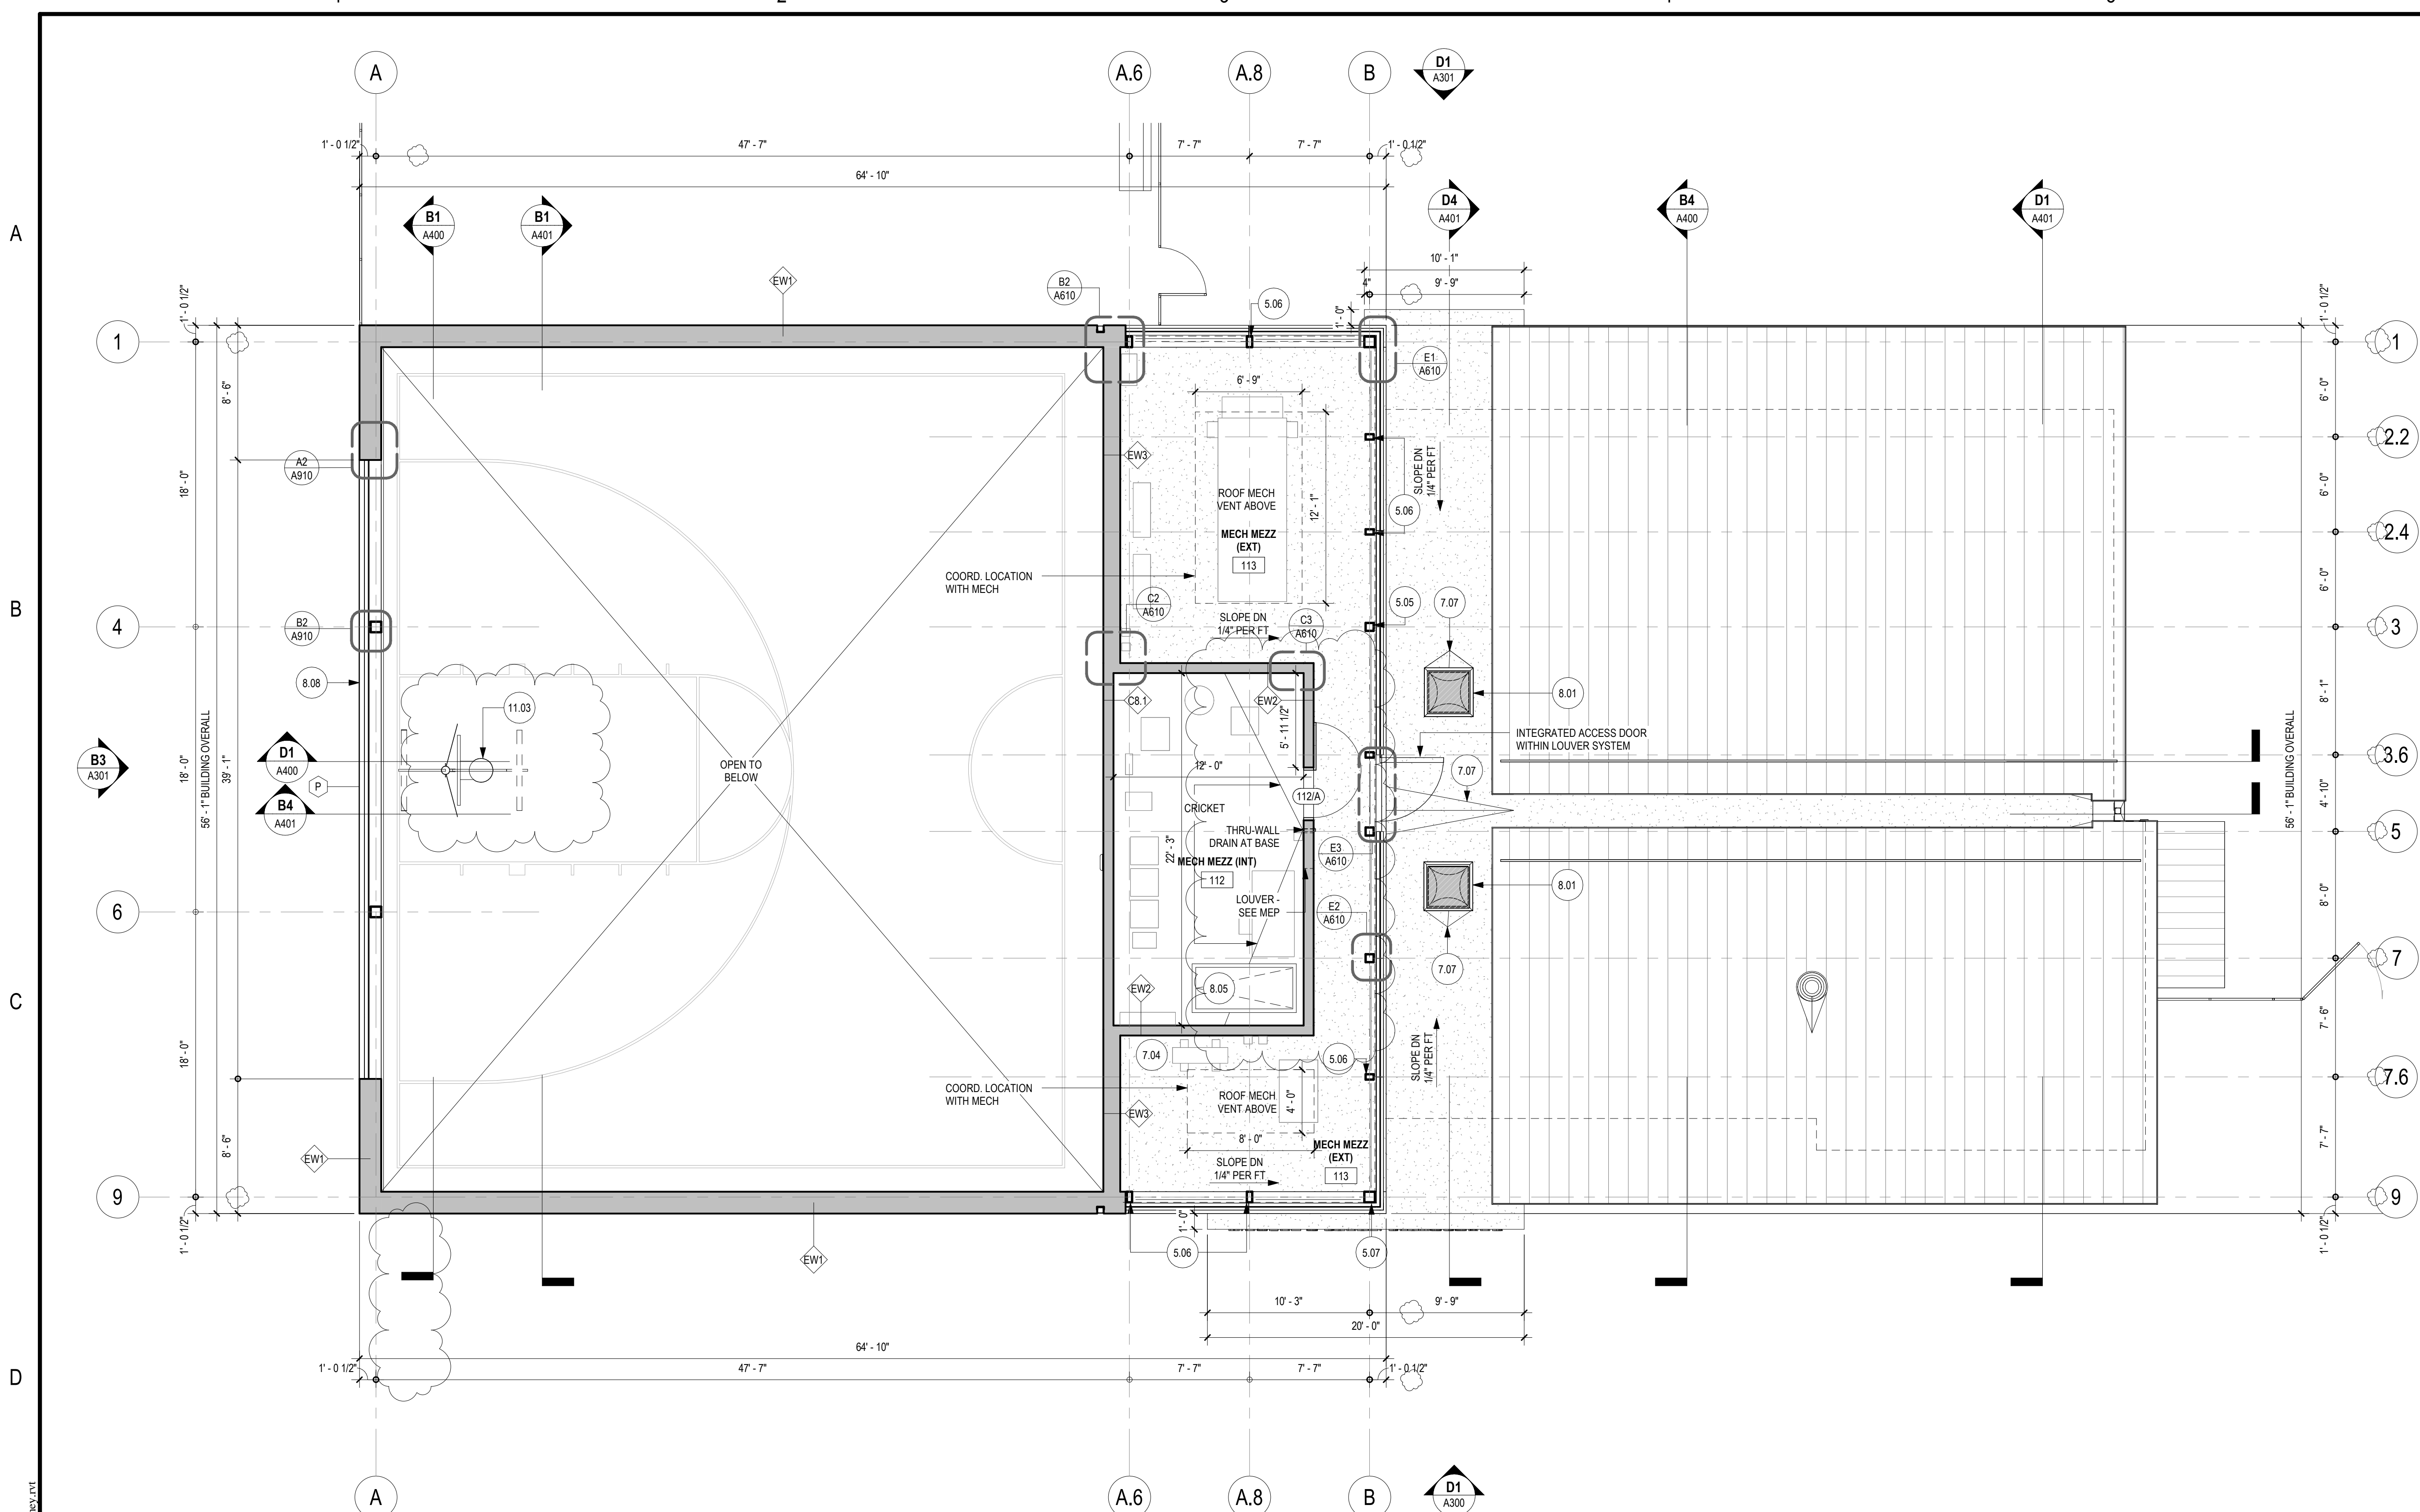 2
A
A.6
A.8
B
D1
A301
1' - 0 1/2"
47' - 7"
7' - 7"
7' - 7"
1' - 0 1/2"
64' - 10"
B1
A400
B1
A401
D4
A401
B4
A400
D1
A401
A
10' - 1"
4"
9' - 9"
EW1
B2
A610
5.06
1' - 0"
1' - 0 1/2"
1' - 0 1/2"
1
1
E1
A610
8' - 6"
6' - 9"
6' - 0"
2.2
EW3
A2
A910
SLOPE DN
1/4" PER FT
18' - 0"
6' - 0"
ROOF MECH
VENT ABOVE
12' - 1"
5.06
MECH MEZZ
(EXT)
113
2.4
COORD. LOCATION
WITH MECH
6' - 0"
B
C2
A610
5.05
7.07
SLOPE DN
1/4" PER FT
C3
A610
4
B2
A910
3
8.08
11.03
C8.1
EW2
8.01
8' - 1"
5' - 11 1/2"
INTEGRATED ACCESS DOOR
WITHIN LOUVER SYSTEM
56' - 1" BUILDING OVERALL
39' - 1"
18' - 0"
56' - 1" BUILDING OVERALL
B3
A301
D1
A400
P
B4
A401
OPEN TO
BELOW
12' - 0"
7.07
3.6
112/A
CRICKET
4' - 10"
THRU-WALL
DRAIN AT BASE
5
22' - 3"
E3
A610
MECH MEZZ (INT)
112
8.01
8' - 0"
LOUVER -
SEE MEP
E2
A610
6
7
7.07
EW2
8.05
C
7' - 6"
18' - 0"
7.04
5.06
SLOPE DN
1/4" PER FT
7.6
COORD. LOCATION
WITH MECH
ROOF MECH
VENT ABOVE
4' - 0"
EW3
8' - 0"
MECH MEZZ
(EXT)
113
7' - 7"
8' - 6"
EW1
SLOPE DN
1/4" PER FT
9
9
1' - 0 1/2"
1' - 0"
1' - 0 1/2"
EW1
5.06
5.07
10' - 3"
9' - 9"
20' - 0"
64' - 10"
1' - 0 1/2"
47' - 7"
7' - 7"
7' - 7"
1' - 0 1/2"
D
A
A.6
A.8
B
D1
A300